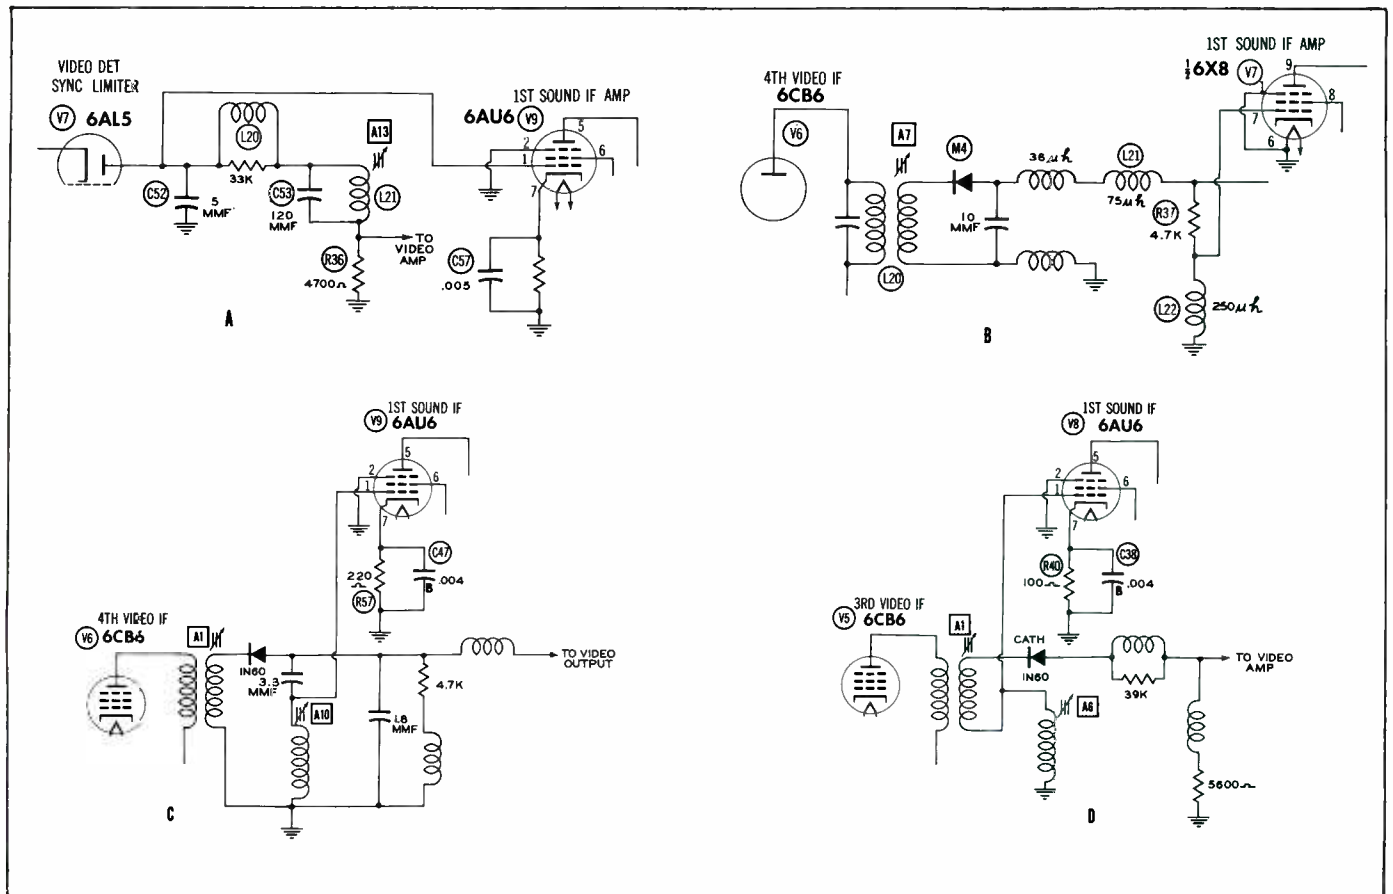 VIDEO DET
SYNC LIMITER
V7 6AL5
L20
33K
C52
5
MMF
C53
120
MMF
A13
L21
TO
VIDEO
AMP
R36
4700Ω
1ST SOUND IF AMP
6AU6 V9
5
2
1
6
7
C57
.005
A
4TH VIDEO IF
6CB6
V6
A7
L20
M4
10
MMF
36μh
L21
75μh
R37
4.7K
L22
250μh
1ST SOUND IF AMP
½6X8 V7
9
8
7
6
B
1ST SOUND IF
V9 6AU6
5
2
1
6
7
C47
.004
B
220
Ω
R57
4TH VIDEO IF
V6 6CB6
A1
1N60
3.3
MMF
A10
18
MMF
4.7K
TO VIDEO
OUTPUT
C
1ST SOUND IF
V8 6AU6
5
2
1
6
7
C38
.004
B
R40
100Ω
3RD VIDEO IF
V5 6CB6
A1
CATH
1N60
A6
39K
TO VIDEO
AMP
5600Ω
D